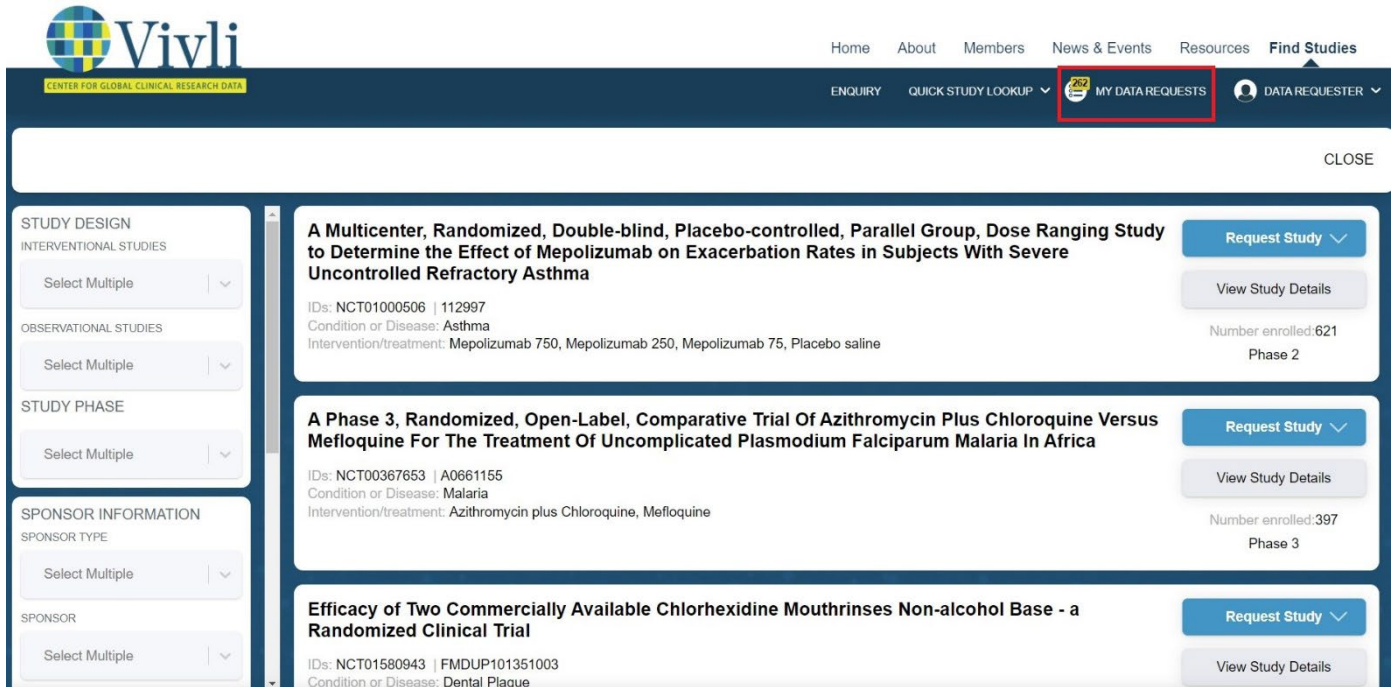 Vivli
CENTER FOR GLOBAL CLINICAL RESEARCH DATA
Home About Members News & Events Resources Find Studies
ENQUIRY QUICK STUDY LOOKUP 262 MY DATA REQUESTS DATA REQUESTER
CLOSE
STUDY DESIGN
INTERVENTIONAL STUDIES
Select Multiple
OBSERVATIONAL STUDIES
Select Multiple
STUDY PHASE
Select Multiple
SPONSOR INFORMATION
SPONSOR TYPE
Select Multiple
SPONSOR
Select Multiple
A Multicenter, Randomized, Double-blind, Placebo-controlled, Parallel Group, Dose Ranging Study
to Determine the Effect of Mepolizumab on Exacerbation Rates in Subjects With Severe
Uncontrolled Refractory Asthma
IDs: NCT01000506 | 112997
Condition or Disease: Asthma
Intervention/treatment: Mepolizumab 750, Mepolizumab 250, Mepolizumab 75, Placebo saline
Request Study
View Study Details
Number enrolled:621
Phase 2
A Phase 3, Randomized, Open-Label, Comparative Trial Of Azithromycin Plus Chloroquine Versus
Mefloquine For The Treatment Of Uncomplicated Plasmodium Falciparum Malaria In Africa
IDs: NCT00367653 | A0661155
Condition or Disease: Malaria
Intervention/treatment: Azithromycin plus Chloroquine, Mefloquine
Request Study
View Study Details
Number enrolled:397
Phase 3
Efficacy of Two Commercially Available Chlorhexidine Mouthrinses Non-alcohol Base - a
Randomized Clinical Trial
IDs: NCT01580943 | FMDUP101351003
Condition or Disease: Dental Plaque
Request Study
View Study Details